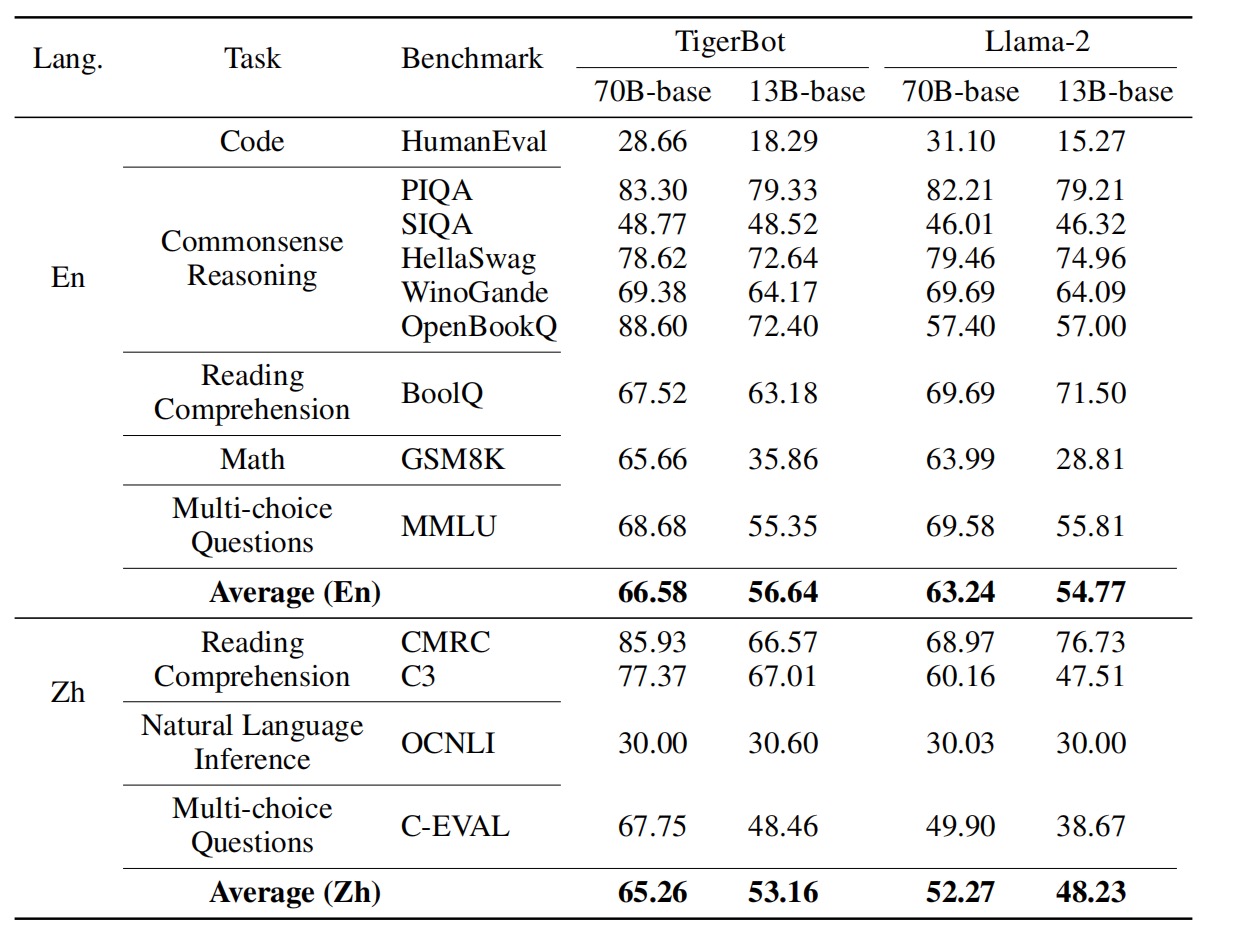 Lang. Task Benchmark TigerBot Llama-2
70B-base 13B-base 70B-base 13B-base
En
Code HumanEval 28.66 18.29 31.10 15.27
Commonsense Reasoning
PIQA 83.30 79.33 82.21 79.21
SIQA 48.77 48.52 46.01 46.32
HellaSwag 78.62 72.64 79.46 74.96
WinoGande 69.38 64.17 69.69 64.09
OpenBookQ 88.60 72.40 57.40 57.00
Reading Comprehension BoolQ 67.52 63.18 69.69 71.50
Math GSM8K 65.66 35.86 63.99 28.81
Multi-choice Questions MMLU 68.68 55.35 69.58 55.81
Average (En) 66.58 56.64 63.24 54.77
Zh
Reading Comprehension
CMRC 85.93 66.57 68.97 76.73
C3 77.37 67.01 60.16 47.51
Natural Language Inference OCNLI 30.00 30.60 30.03 30.00
Multi-choice Questions C-EVAL 67.75 48.46 49.90 38.67
Average (Zh) 65.26 53.16 52.27 48.23